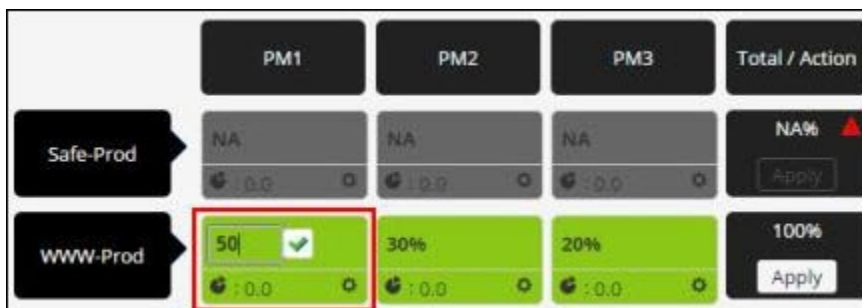 PM1 PM2 PM3 Total / Action
Safe-Prod NA NA NA NA%
: 0.0 : 0.0 : 0.0 Apply
WWW-Prod 50 30% 20% 100%
: 0.0 : 0.0 : 0.0 Apply